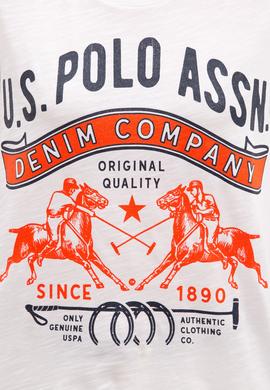 U.S. POLO ASSN.
DENIM COMPANY
ORIGINAL
QUALITY
SINCE 1890
ONLY
GENUINE
USPA
AUTHENTIC
CLOTHING
CO.